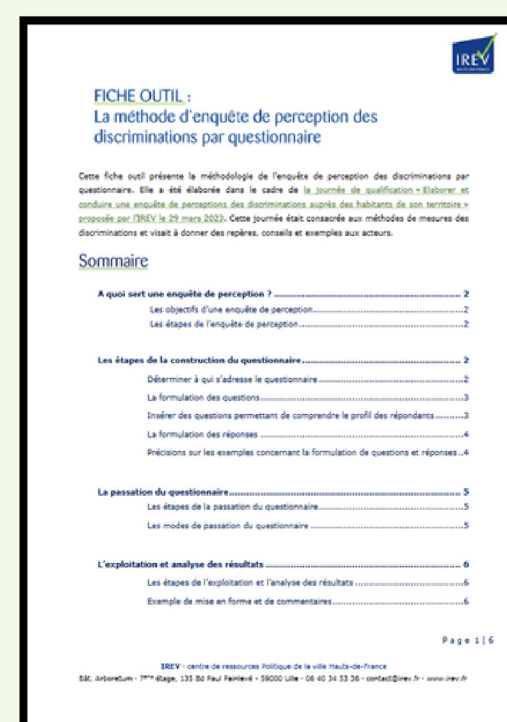 IREV
FICHE OUTIL :
La méthode d'enquête de perception des
discriminations par questionnaire
Cette fiche outil présente la méthodologie de l'enquête de perception des discriminations par
questionnaire. Elle a été élaborée dans le cadre de la journée de qualification « Elaborer et
conduire une enquête de perceptions des discriminations auprès des habitants de son territoire »
proposée par l'IREV le 29 mars 2023. Cette journée était consacrée aux méthodes de mesures des
discriminations et visait à donner des repères, conseils et exemples aux acteurs.
Sommaire
A quoi sert une enquête de perception ? ... 2
Les objectifs d'une enquête de perception ... 2
Les étapes de l'enquête de perception ... 2
Les étapes de la construction du questionnaire ... 2
Déterminer à qui s'adresse le questionnaire ... 2
La formulation des questions ... 3
Insérer des questions permettant de comprendre le profil des répondants ... 3
La formulation des réponses ... 4
Précisions sur les exemples concernant la formulation de questions et réponses .. 4
La passation du questionnaire ... 5
Les étapes de la passation du questionnaire ... 5
Les modes de passation du questionnaire ... 5
L'exploitation et analyse des résultats ... 6
Les étapes de l'exploitation et l'analyse des résultats ... 6
Exemple de mise en forme et de commentaires ... 6
Page 1|6
IREV - centre de ressources Politique de la ville Hauts-de-France
Bât. Arboretum - 7ème étage, 135 Bd Paul Painlevé - 59000 Lille - 06 40 34 53 36 - contact@irev.fr - www.irev.fr